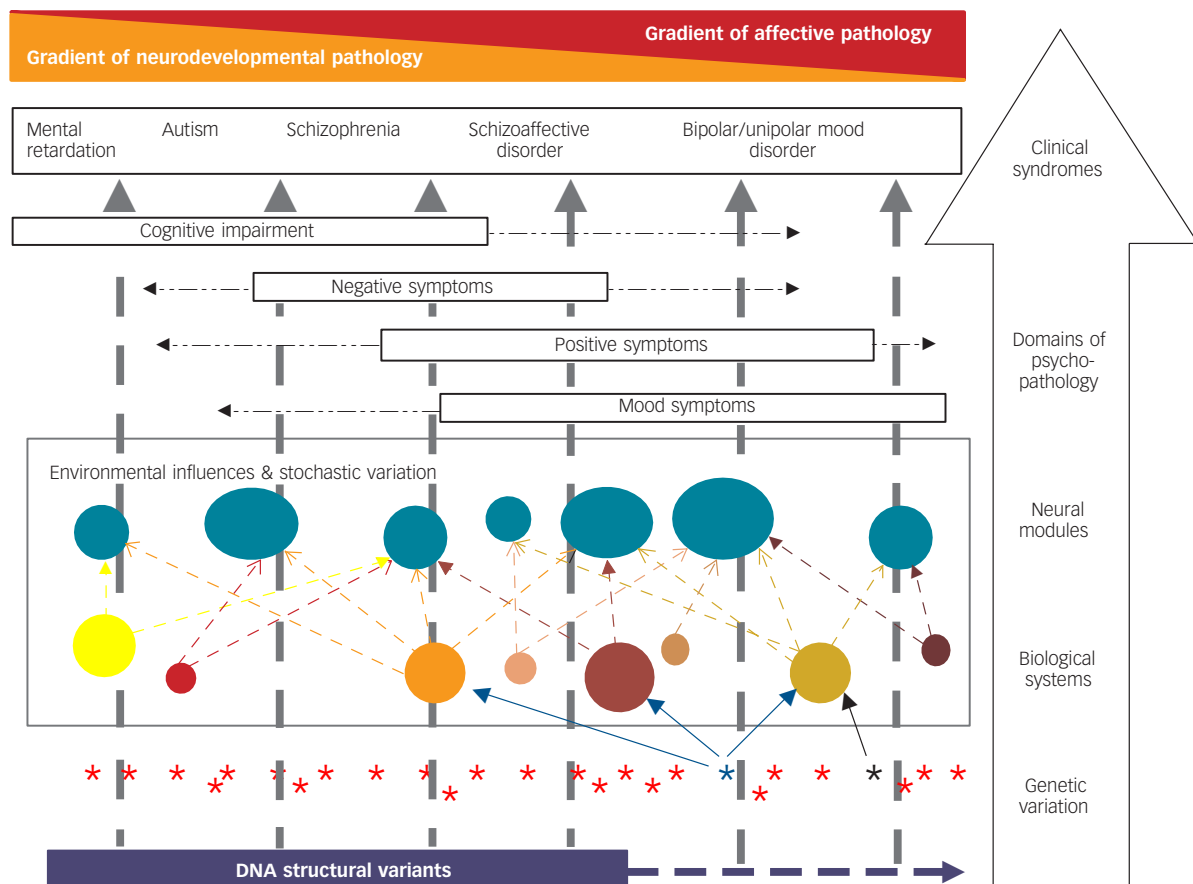 Gradient of affective pathology
Gradient of neurodevelopmental pathology
Mental
retardation
Autism
Schizophrenia
Schizoaffective
disorder
Bipolar/unipolar mood
disorder
Clinical
syndromes
Cognitive impairment
Negative symptoms
Positive symptoms
Mood symptoms
Domains of
psycho-
pathology
Environmental influences & stochastic variation
Neural
modules
Biological
systems
* * * * * * * * * * * * * * * * * * * * * * * * * * *
Genetic
variation
DNA structural variants